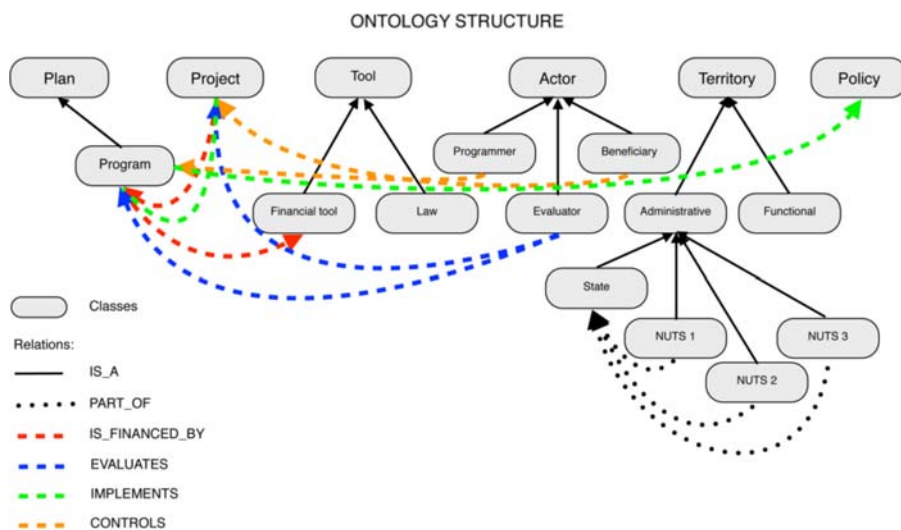 ONTOLOGY STRUCTURE
Plan
Project
Tool
Actor
Territory
Policy
Program
Programmer
Beneficiary
Financial tool
Law
Evaluator
Administrative
Functional
State
NUTS 1
NUTS 3
NUTS 2
Classes
Relations:
IS_A
PART_OF
IS_FINANCED_BY
EVALUATES
IMPLEMENTS
CONTROLS